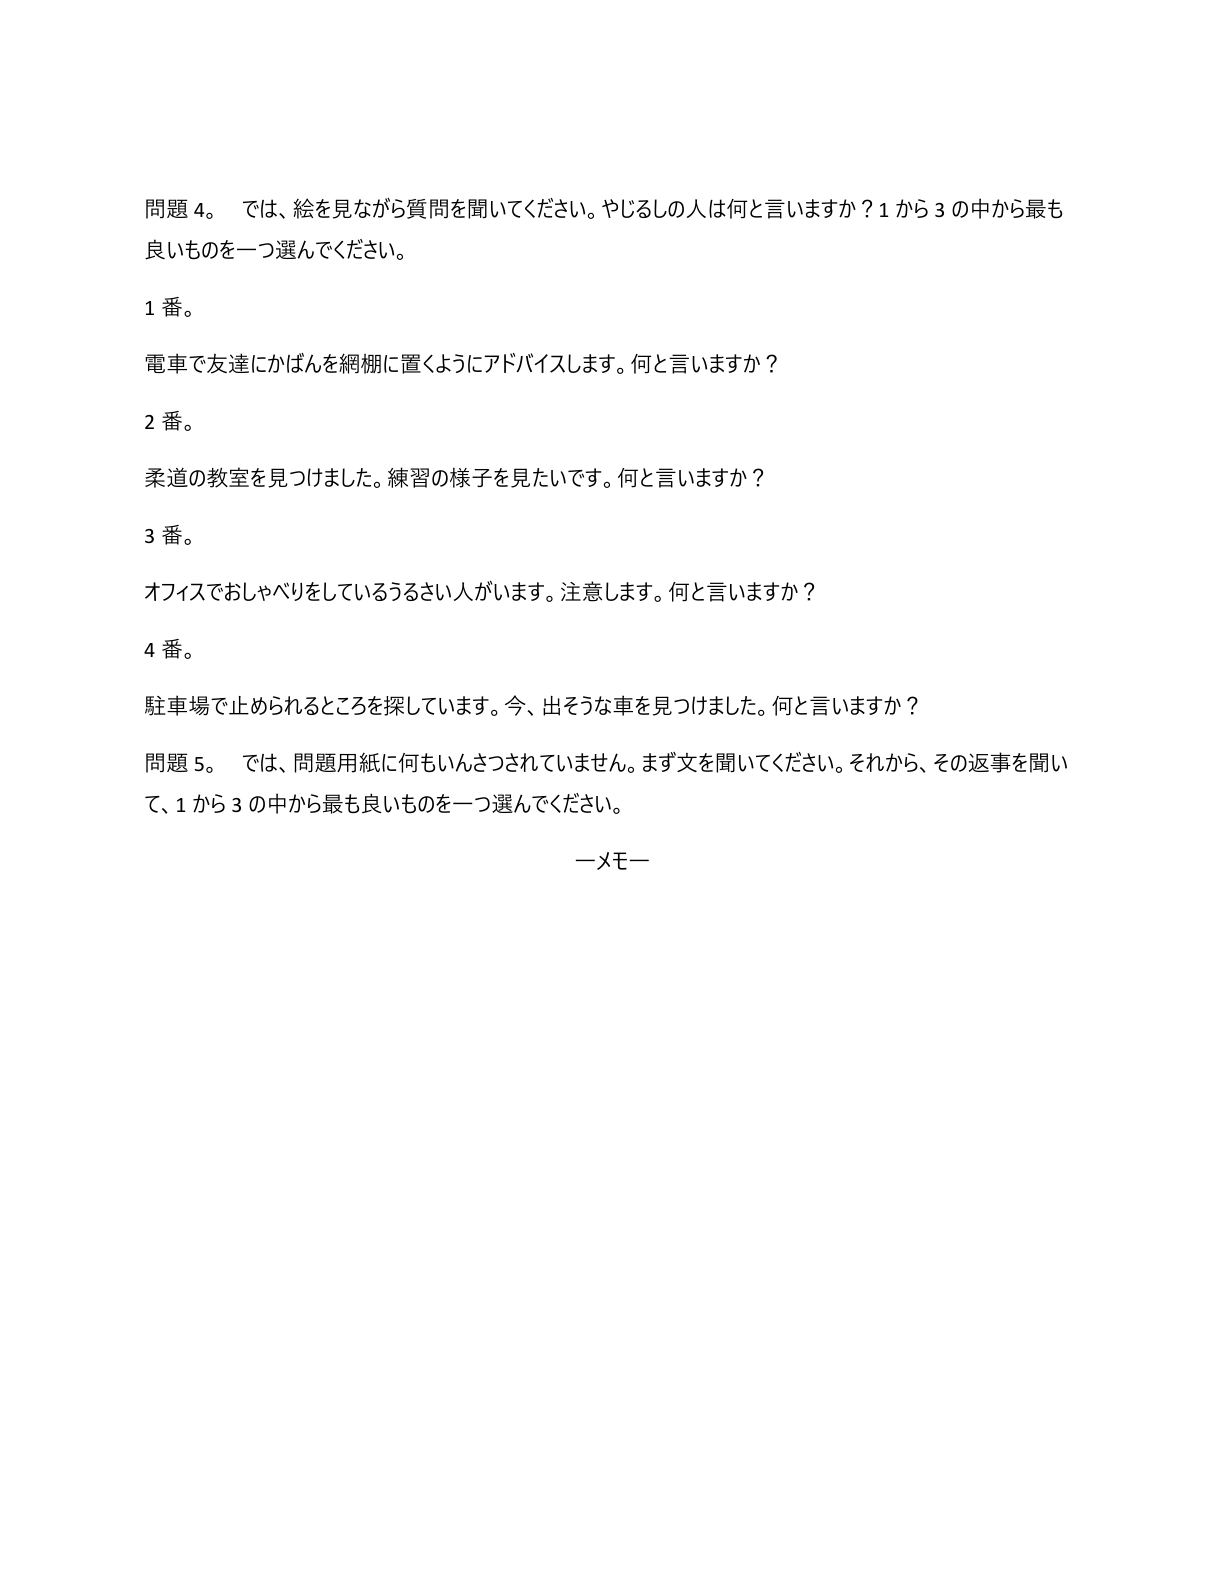 問題 4。　では、絵を見ながら質問を聞いてください。やじるしの人は何と言いますか？1 から 3 の中から最も
良いものを一つ選んでください。
1 番。
電車で友達にかばんを網棚に置くようにアドバイスします。何と言いますか？
2 番。
柔道の教室を見つけました。練習の様子を見たいです。何と言いますか？
3 番。
オフィスでおしゃべりをしているうるさい人がいます。注意します。何と言いますか？
4 番。
駐車場で止められるところを探しています。今、出そうな車を見つけました。何と言いますか？
問題 5。　では、問題用紙に何もいんさつされていません。まず文を聞いてください。それから、その返事を聞い
て、1 から 3 の中から最も良いものを一つ選んでください。
―メモ―